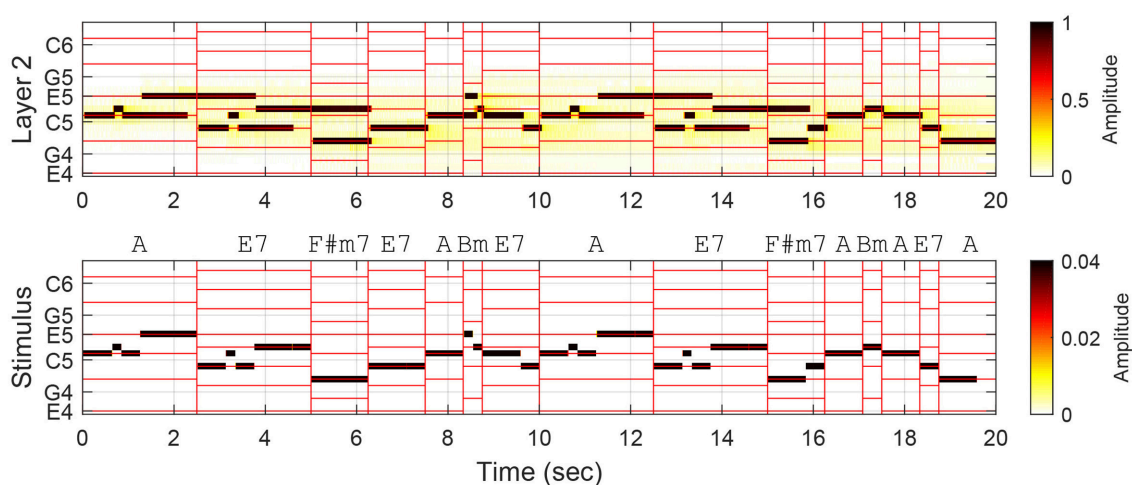 Layer 2
C6
G5
E5
C5
G4
E4
0 2 4 6 8 10 12 14 16 18 20
1
0.5
0
Amplitude
A E7 F#m7 E7 A Bm E7 A E7 F#m7 A Bm A E7 A
Stimulus
C6
G5
E5
C5
G4
E4
0 2 4 6 8 10 12 14 16 18 20
Time (sec)
0.04
0.02
0
Amplitude